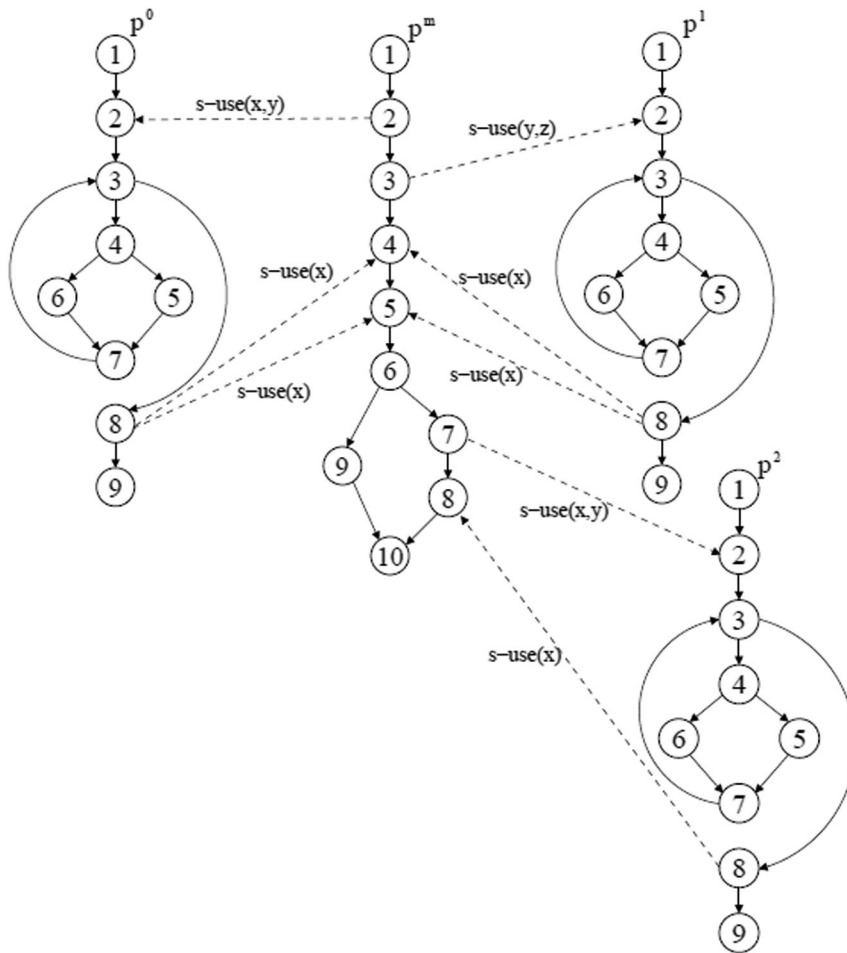 p⁰ pᵐ p¹
1 1 1
2 s−use(x,y) 2 s−use(y,z) 2
3 3 3
4 4 4
s−use(x) s−use(x)
6 5 5 6 5
7 s−use(x) 6 s−use(x) 7
8 7 8
9 9 8 9 p²
1
s−use(x,y)
10 2
3
s−use(x)
4
6 5
7
8
9